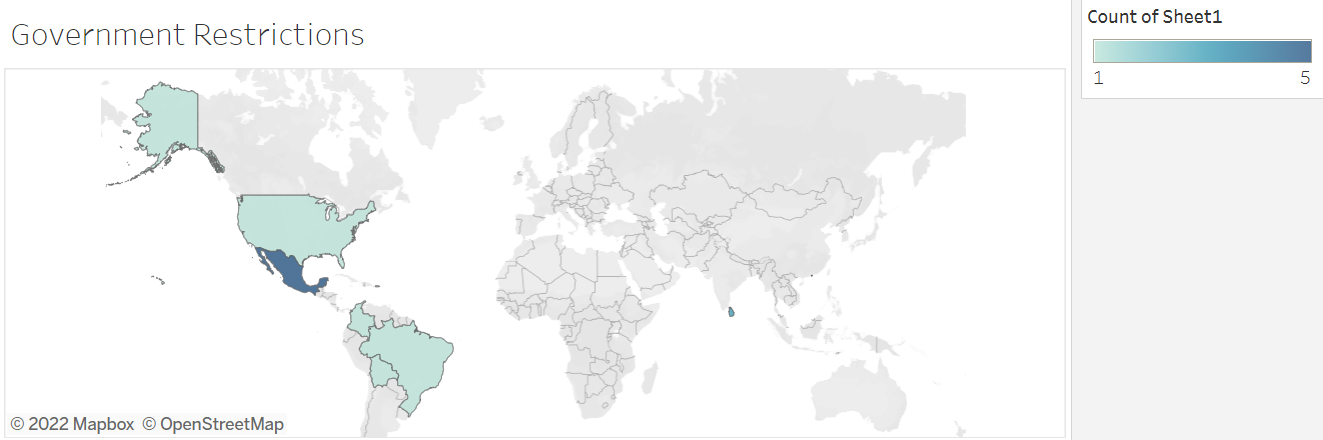 Government Restrictions
Count of Sheet1
1 5
© 2022 Mapbox © OpenStreetMap